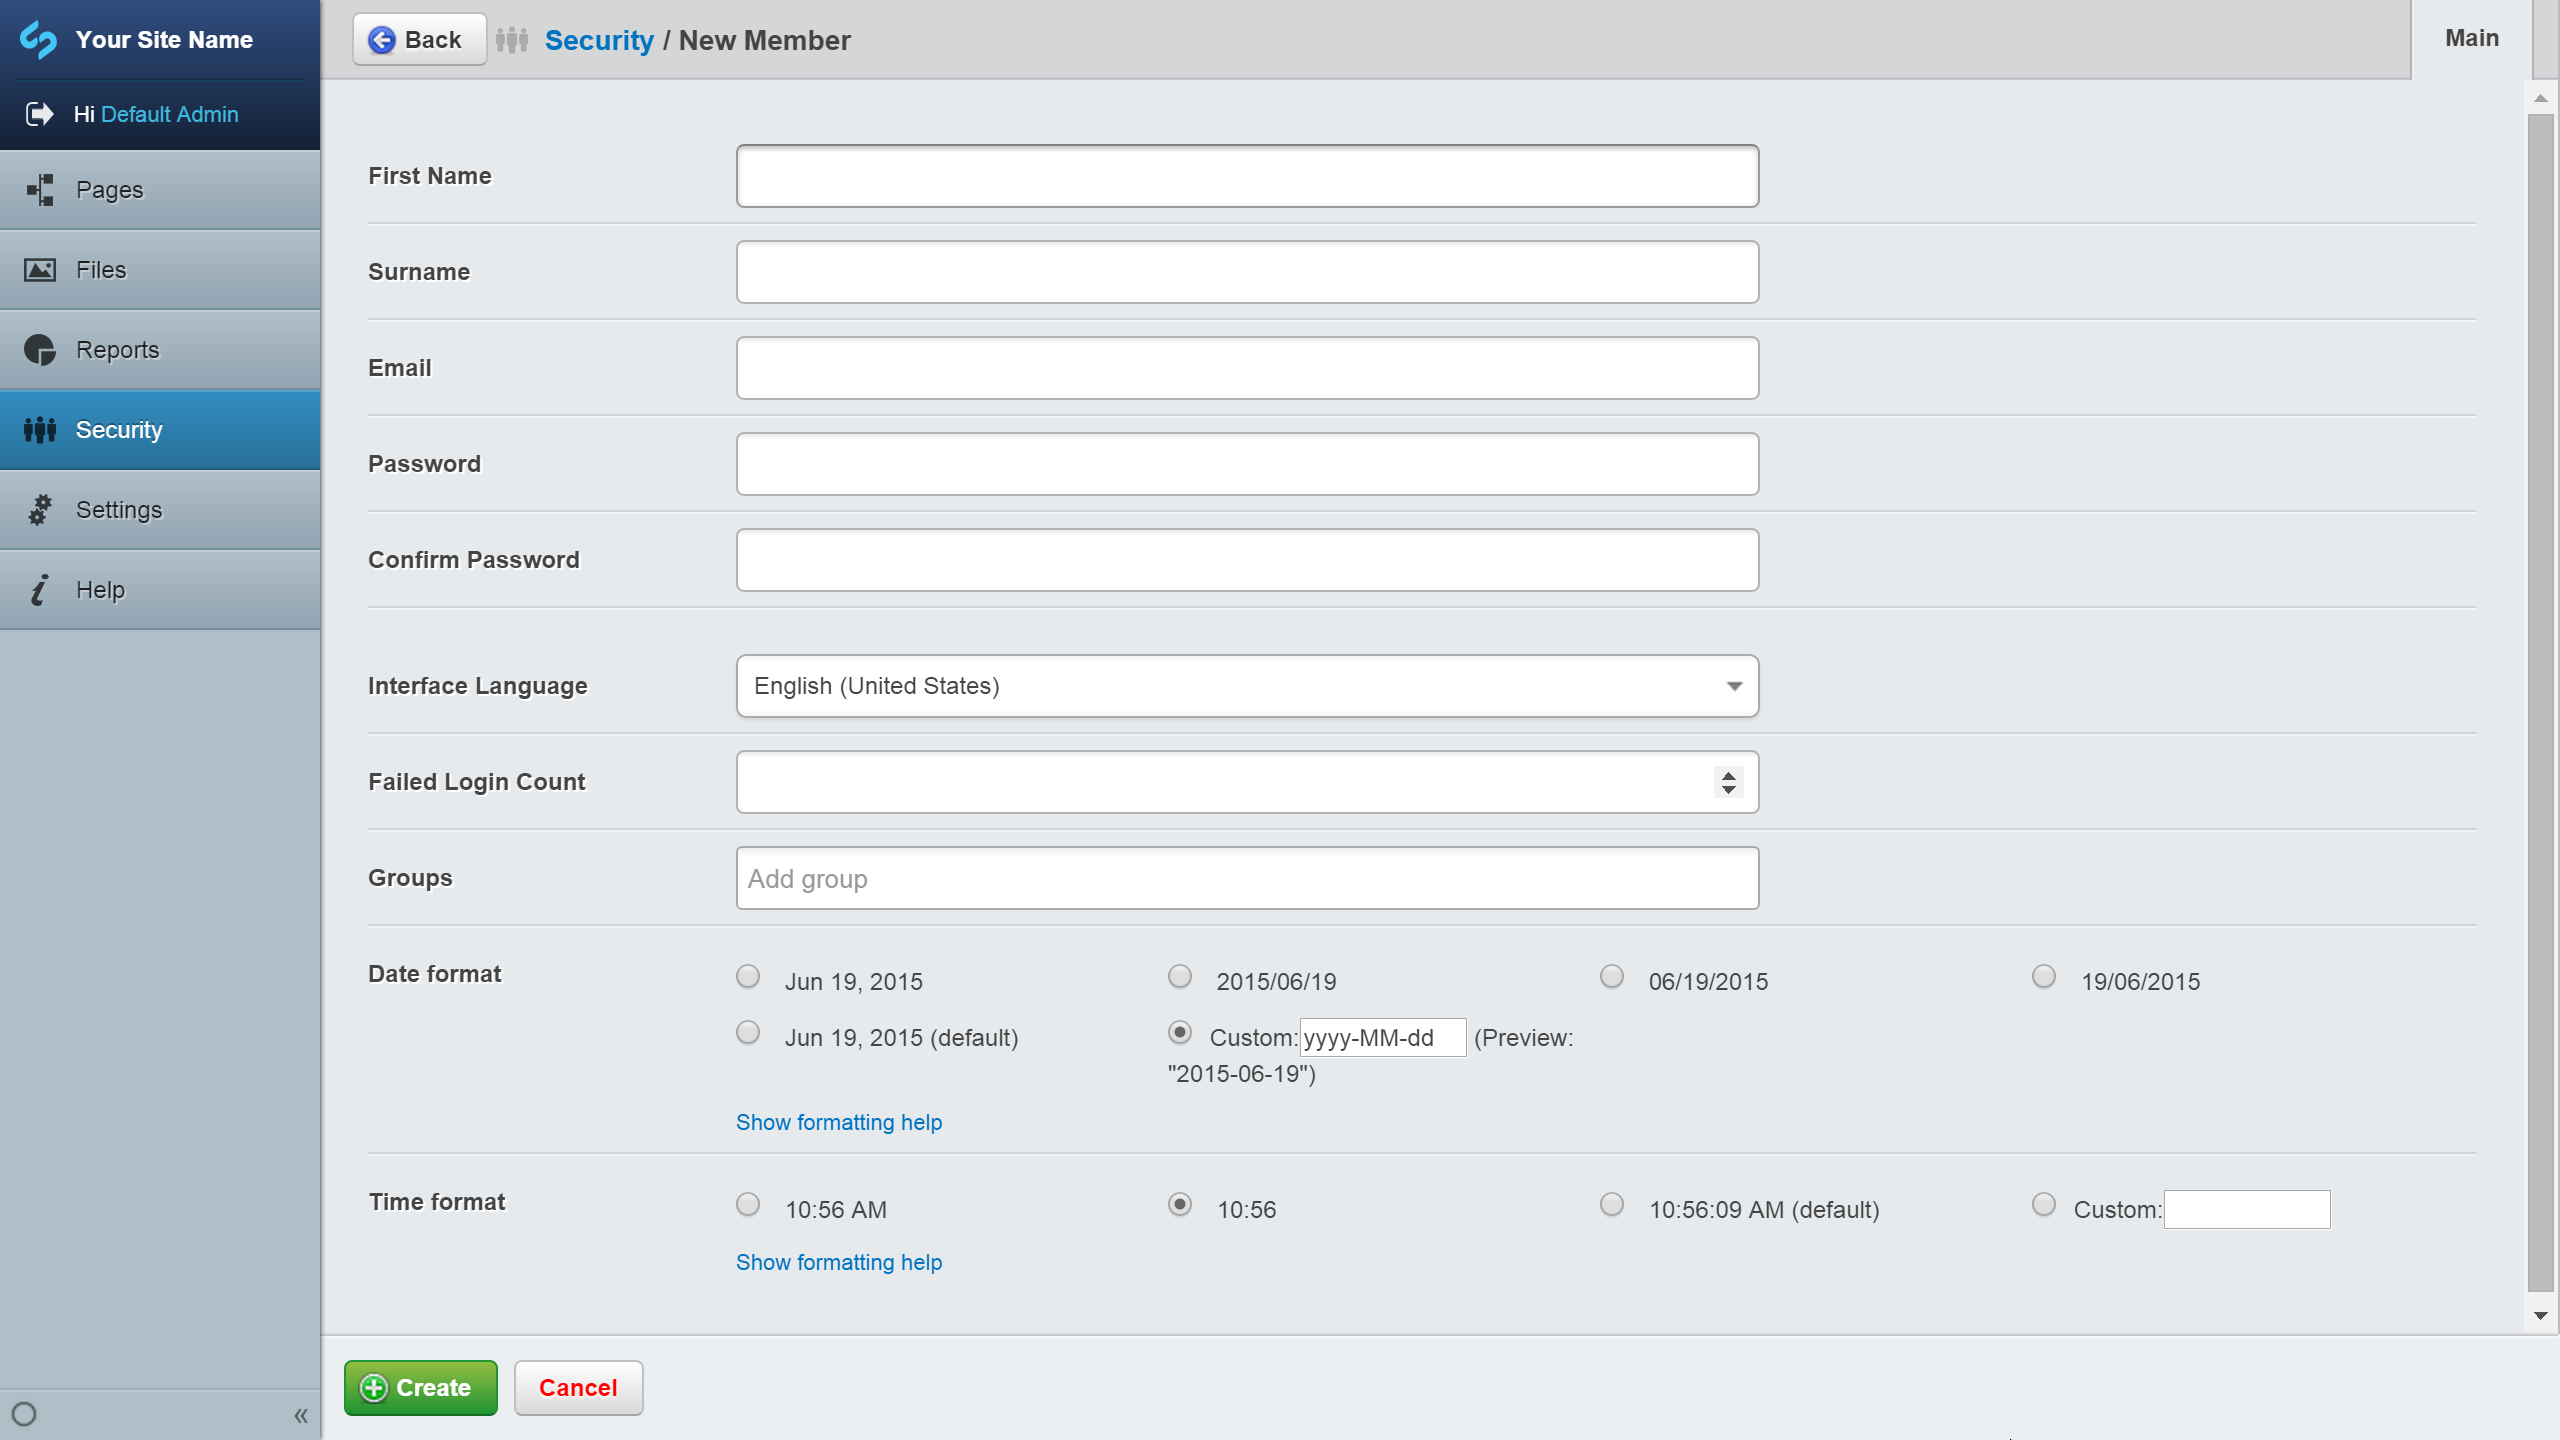 Your Site Name
Hi Default Admin
Pages
Files
Reports
Security
Settings
Help
«
Back
Security / New Member
Main
First Name
Surname
Email
Password
Confirm Password
Interface Language
English (United States)
Failed Login Count
Groups
Add group
Date format
Jun 19, 2015
2015/06/19
06/19/2015
19/06/2015
Jun 19, 2015 (default)
Custom: yyyy-MM-dd (Preview:
"2015-06-19")
Show formatting help
Time format
10:56 AM
10:56
10:56:09 AM (default)
Custom:
Show formatting help
Create
Cancel